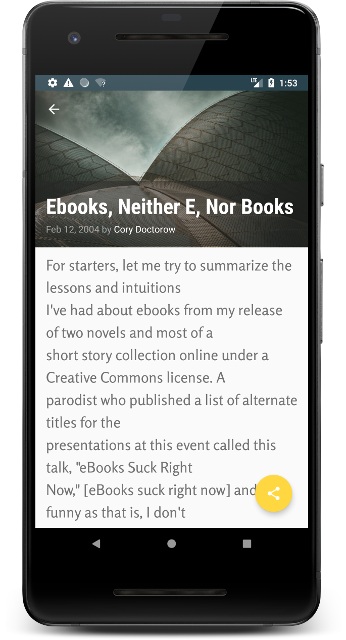 LTE 1:53
Ebooks, Neither E, Nor Books
Feb 12, 2004 by Cory Doctorow
For starters, let me try to summarize the
lessons and intuitions
I've had about ebooks from my release
of two novels and most of a
short story collection online under a
Creative Commons license. A
parodist who published a list of alternate
titles for the
presentations at this event called this
talk, "eBooks Suck Right
Now," [eBooks suck right now] and
funny as that is, I don't